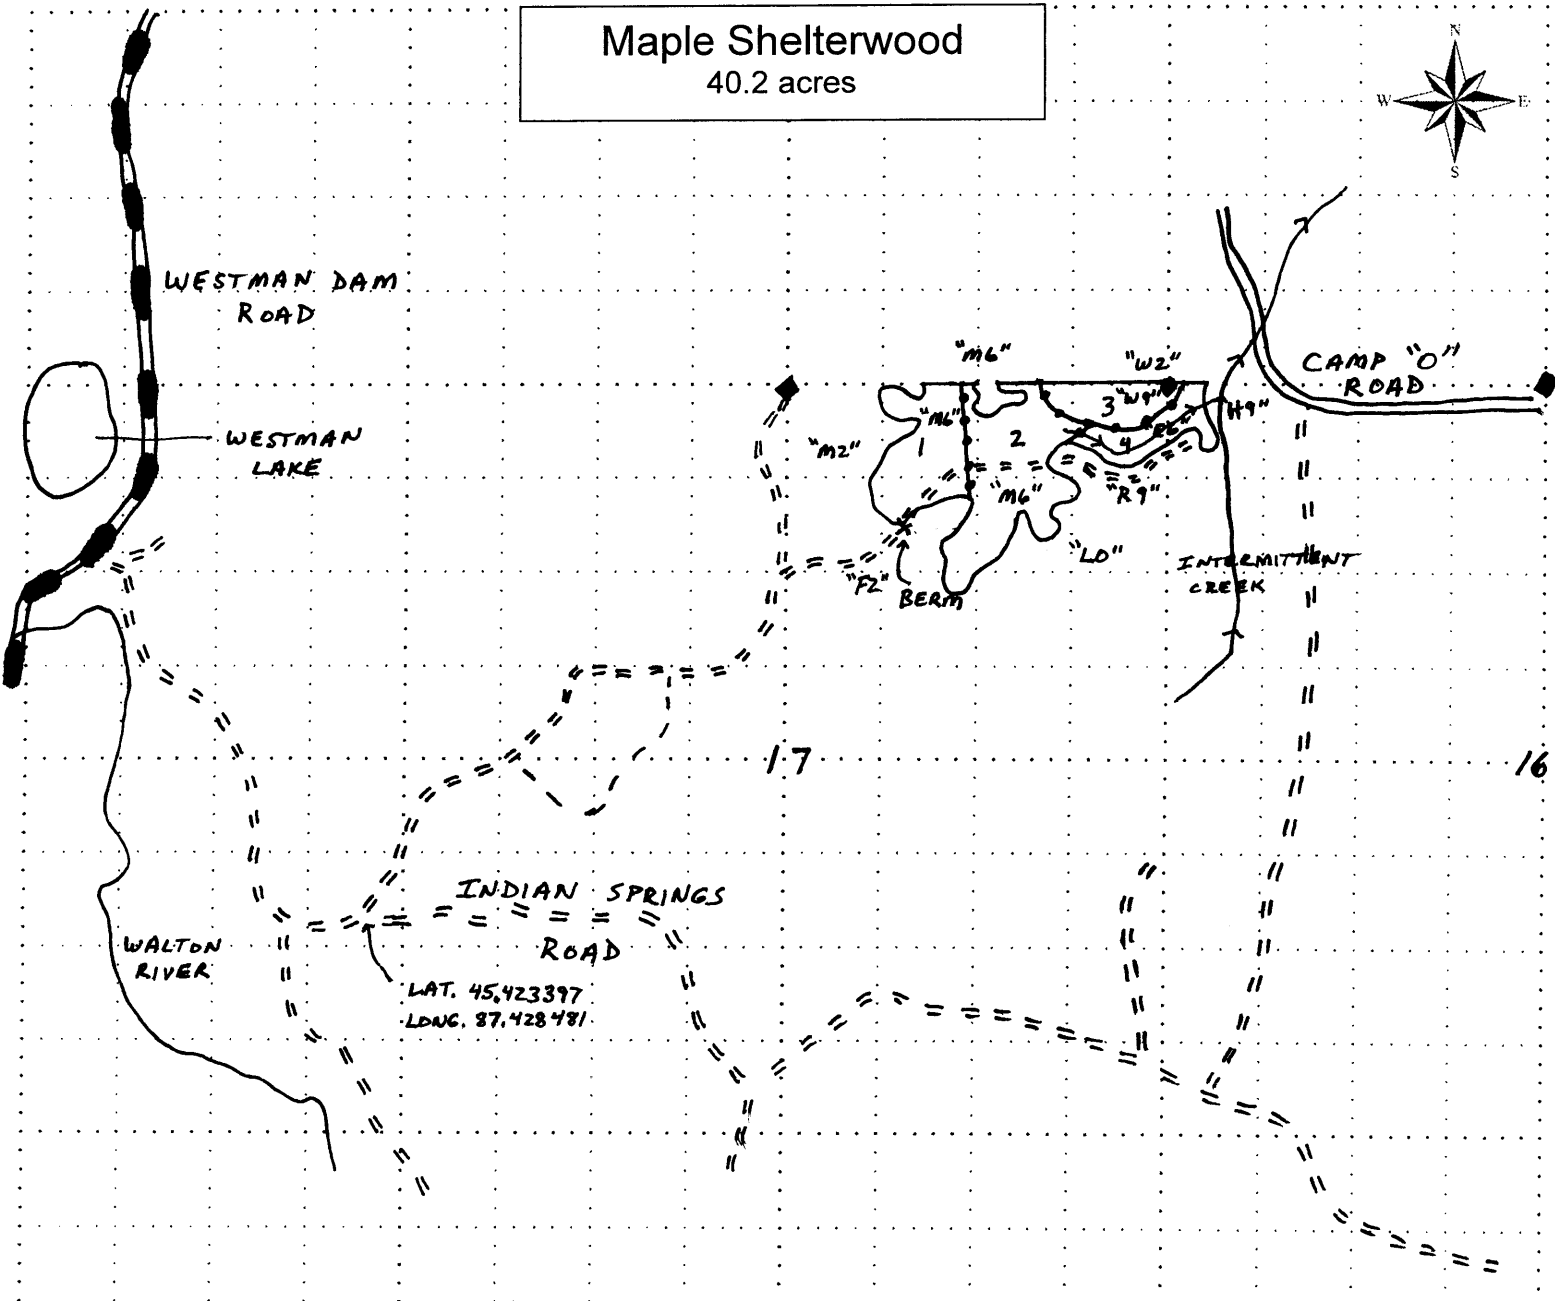 Maple Shelterwood
40.2 acres
N
W E
S
WESTMAN DAM
ROAD
"M6"
"W2"
CAMP "O"
ROAD
"M6"
3 "W9"
"H9"
WESTMAN
LAKE
"M2"
1
2
4
"R6"
"M6"
"R9"
"LO"
"F2"
BERM
INTERMITTENT
CREEK
17
16
INDIAN SPRINGS
ROAD
WALTON
RIVER
LAT. 45.423397
LONG. 87.428481